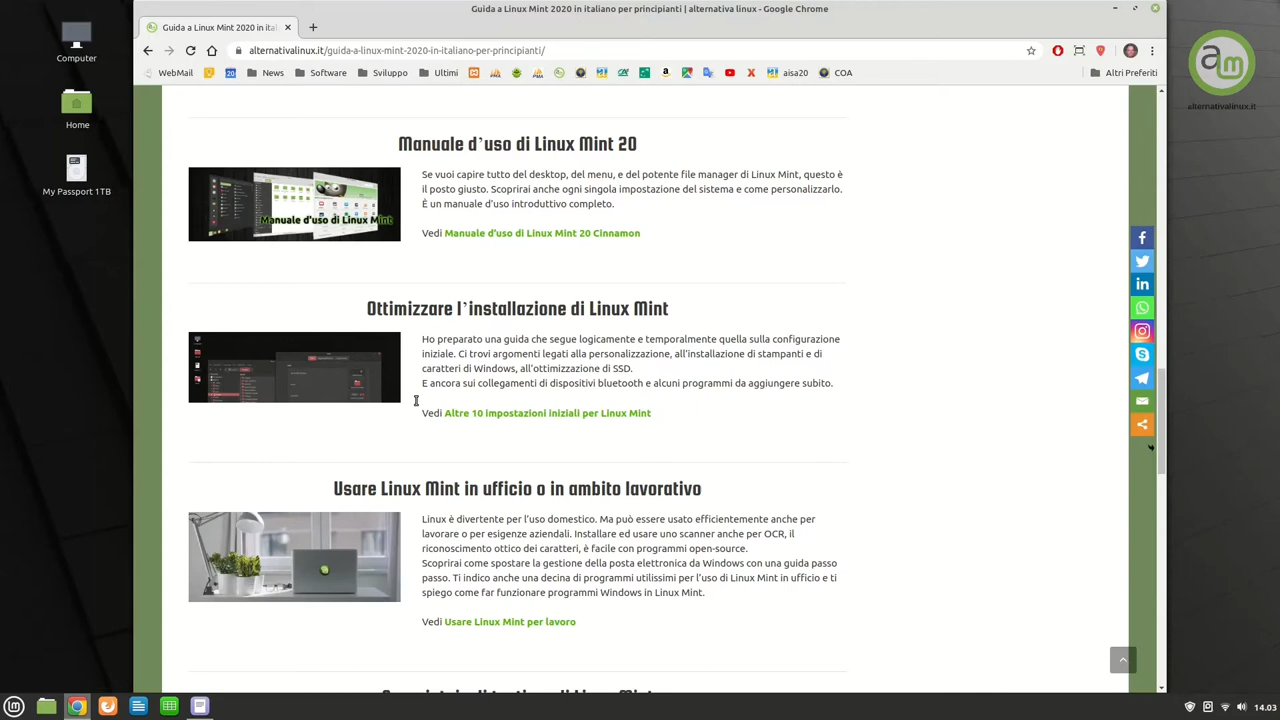 Guida a Linux Mint 2020 in italiano per principianti | alternativa linux - Google Chrome
Guida a Linux Mint 2020 in ita
alternativalinux.it/guida-a-linux-mint-2020-in-italiano-per-principianti/
WebMail
20
News
Software
Sviluppo
Ultimi
aisa20
COA
Altri Preferiti
Computer
Home
My Passport 1TB
am
alternativalinux.it
Manuale d'uso di Linux Mint 20
Manuale d'uso di Linux Mint
Se vuoi capire tutto del desktop, del menu, e del potente file manager di Linux Mint, questo è
il posto giusto. Scoprirai anche ogni singola impostazione del sistema e come personalizzarlo.
È un manuale d'uso introduttivo completo.
Vedi Manuale d'uso di Linux Mint 20 Cinnamon
Ottimizzare l'installazione di Linux Mint
Ho preparato una guida che segue logicamente e temporalmente quella sulla configurazione
iniziale. Ci trovi argomenti legati alla personalizzazione, all'installazione di stampanti e di
caratteri di Windows, all'ottimizzazione di SSD.
E ancora sui collegamenti di dispositivi bluetooth e alcuni programmi da aggiungere subito.
Vedi Altre 10 impostazioni iniziali per Linux Mint
Usare Linux Mint in ufficio o in ambito lavorativo
Linux è divertente per l'uso domestico. Ma può essere usato efficientemente anche per
lavorare o per esigenze aziendali. Installare ed usare uno scanner anche per OCR, il
riconoscimento ottico dei caratteri, è facile con programmi open-source.
Scoprirai come spostare la gestione della posta elettronica da Windows con una guida passo
passo. Ti indico anche una decina di programmi utilissimi per l'uso di Linux Mint in ufficio e ti
spiego come far funzionare programmi Windows in Linux Mint.
Vedi Usare Linux Mint per lavoro
14.03